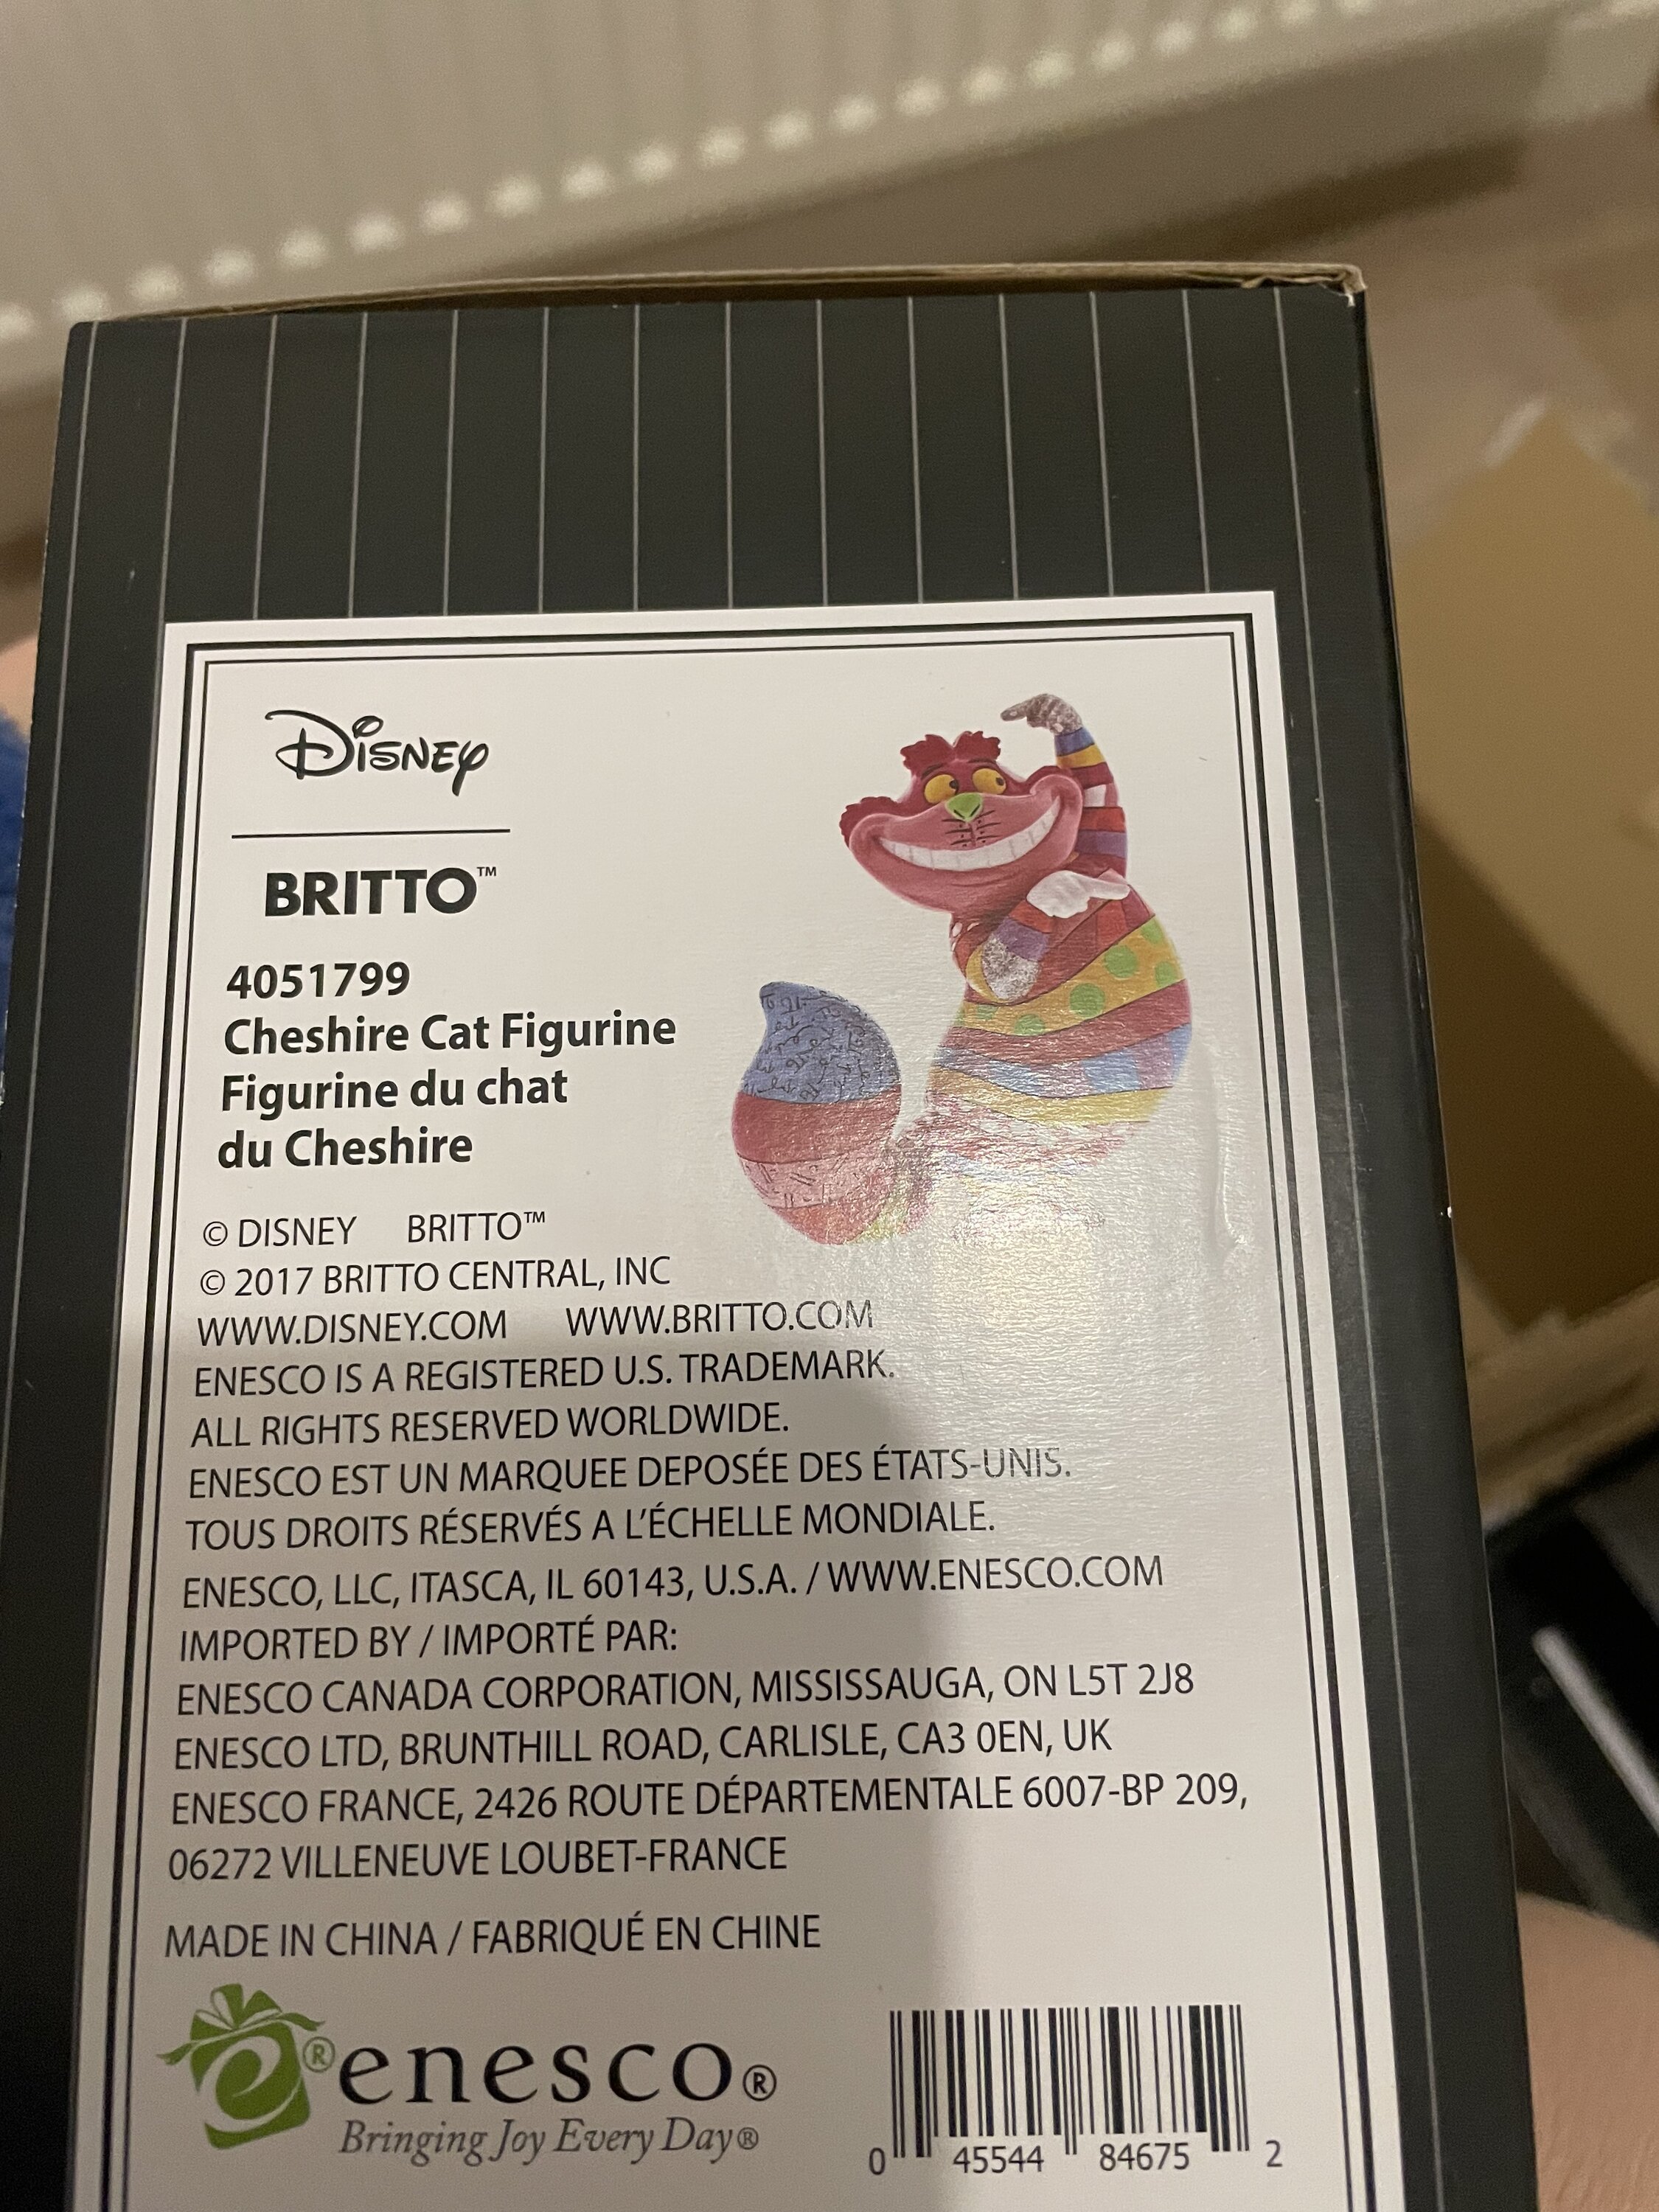 DISNEY
BRITTO™
4051799
Cheshire Cat Figurine
Figurine du chat
du Cheshire
© DISNEY BRITTO™
© 2017 BRITTO CENTRAL, INC
WWW.DISNEY.COM WWW.BRITTO.COM
ENESCO IS A REGISTERED U.S. TRADEMARK.
ALL RIGHTS RESERVED WORLDWIDE.
ENESCO EST UN MARQUEE DEPOSÉE DES ÉTATS-UNIS.
TOUS DROITS RÉSERVÉS A L'ÉCHELLE MONDIALE.
ENESCO, LLC, ITASCA, IL 60143, U.S.A. / WWW.ENESCO.COM
IMPORTED BY / IMPORTÉ PAR:
ENESCO CANADA CORPORATION, MISSISSAUGA, ON L5T 2J8
ENESCO LTD, BRUNTHILL ROAD, CARLISLE, CA3 0EN, UK
ENESCO FRANCE, 2426 ROUTE DÉPARTEMENTALE 6007-BP 209,
06272 VILLENEUVE LOUBET-FRANCE
MADE IN CHINA / FABRIQUÉ EN CHINE
e® enesco®
Bringing Joy Every Day®
0 45544 84675 2